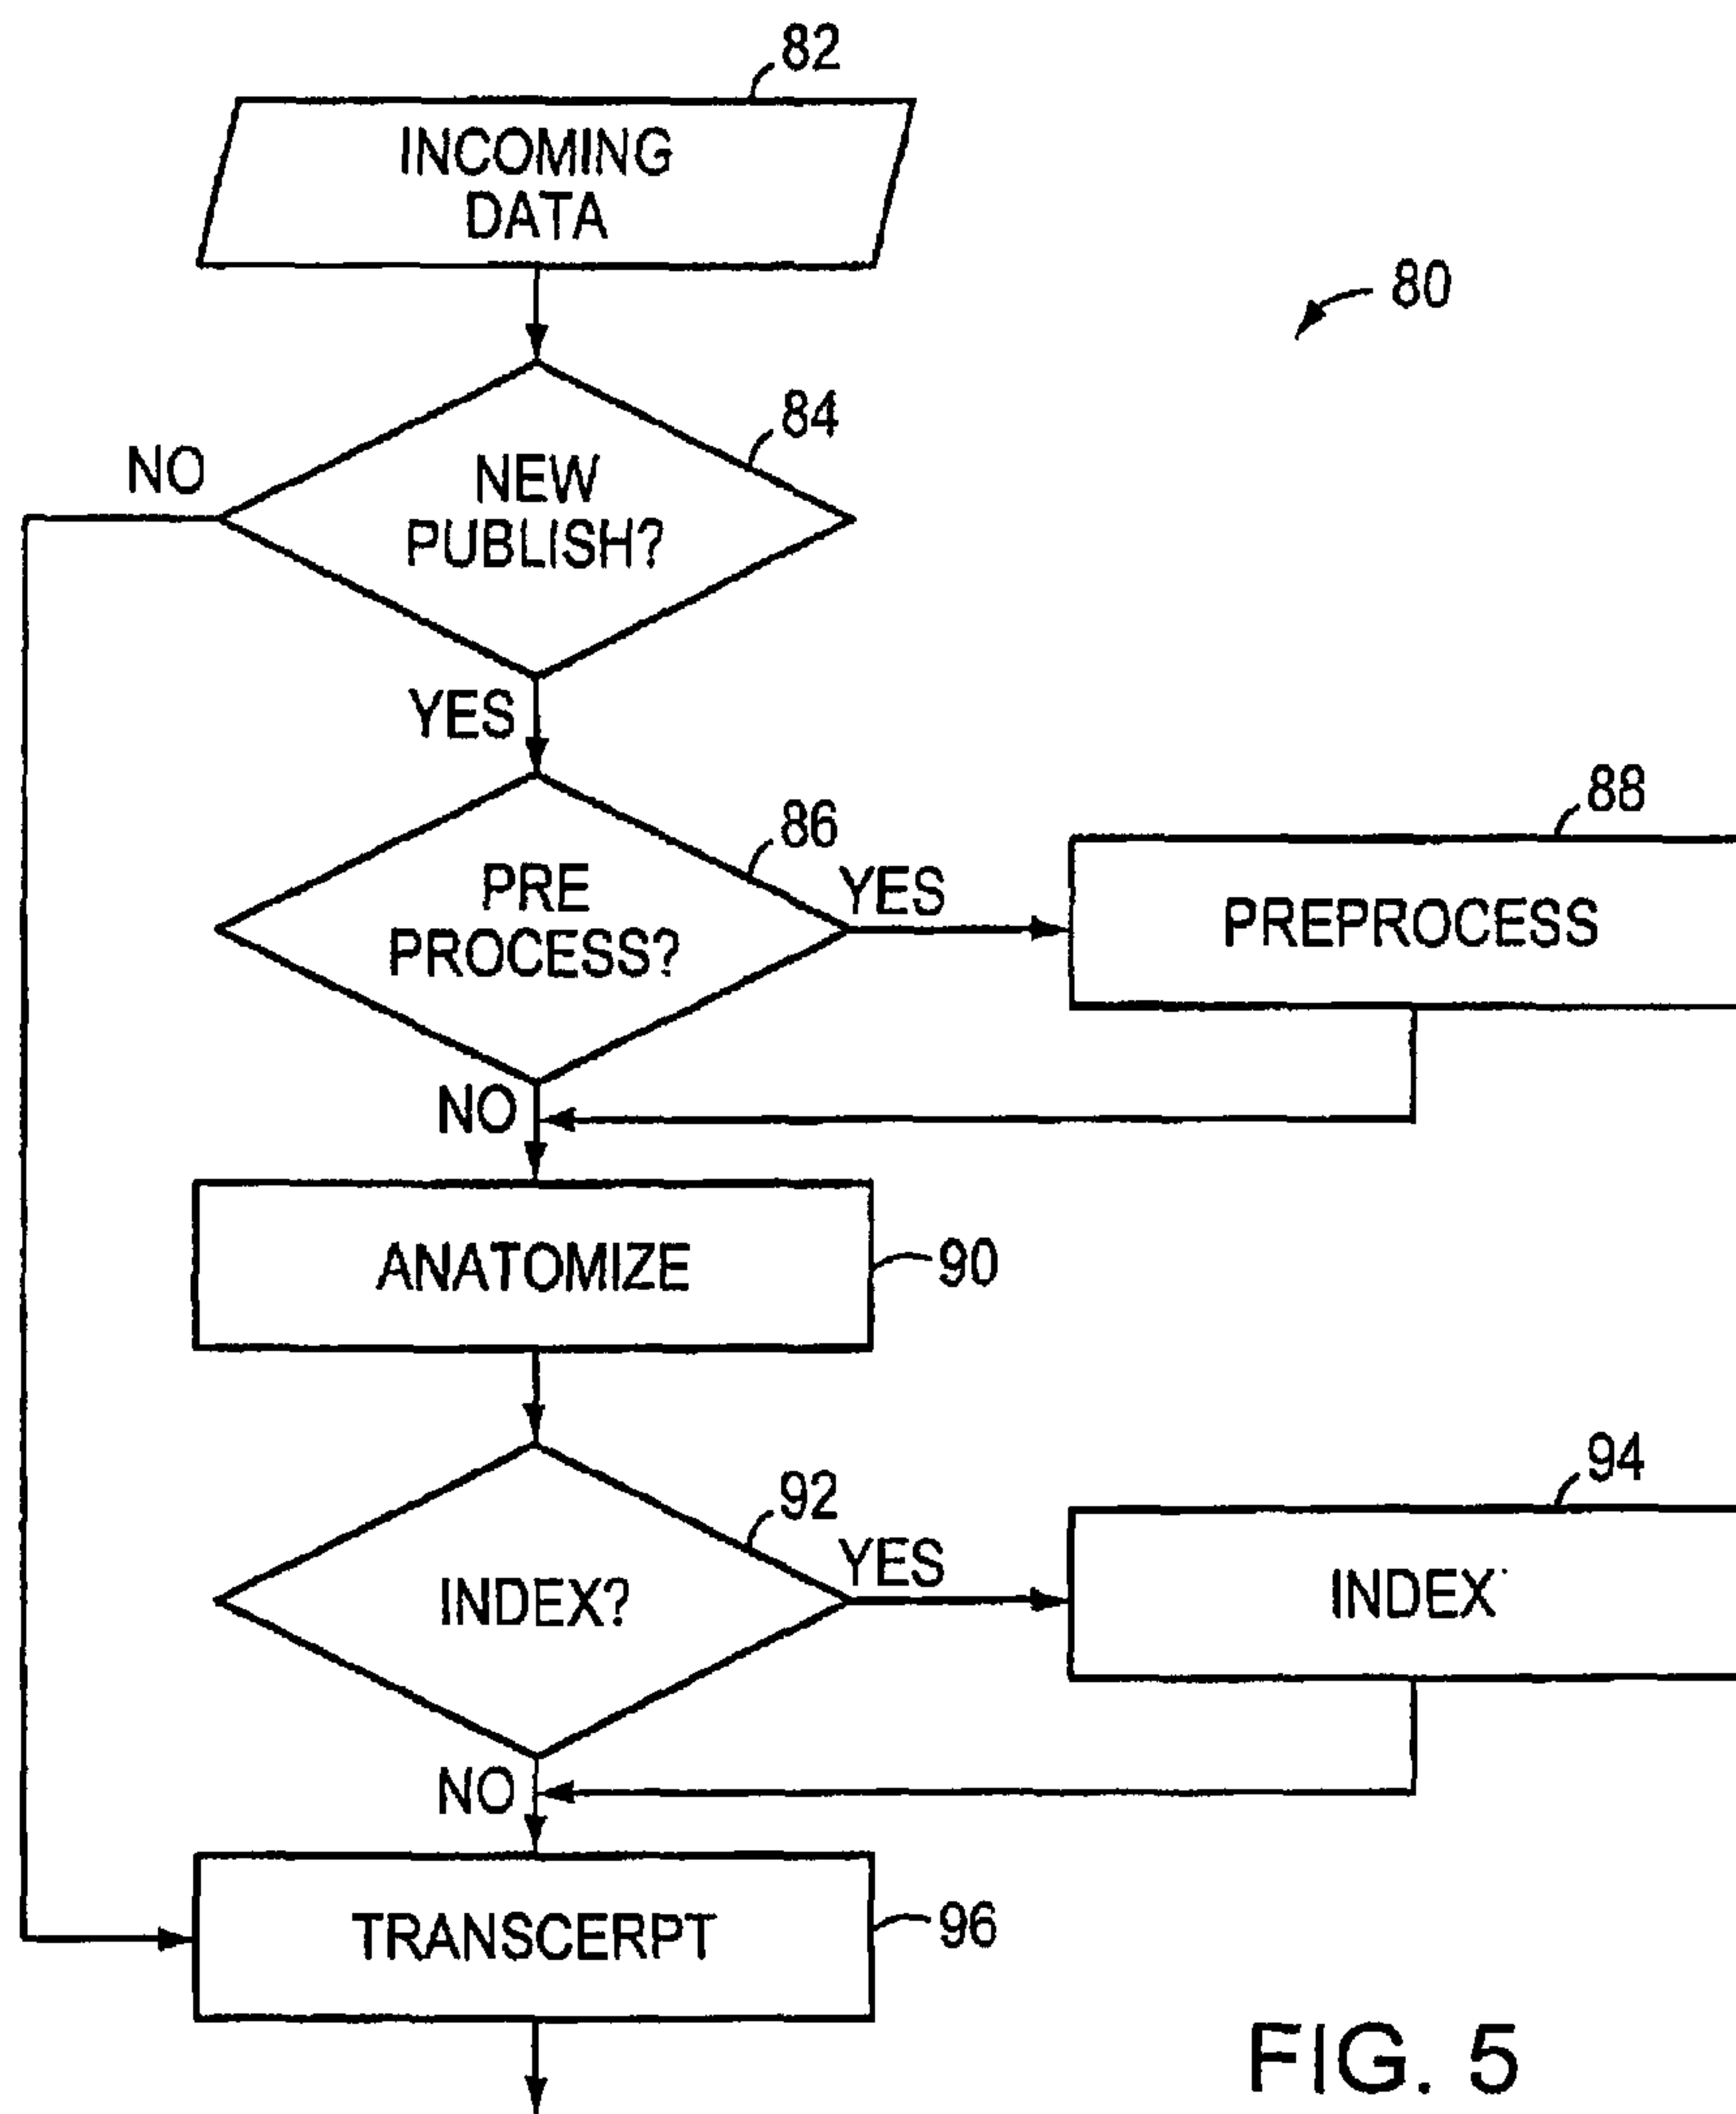 82
INCOMING
DATA
80
84
NO
NEW
PUBLISH?
YES
86
88
PRE
PROCESS?
YES
PREPROCESS
NO
ANATOMIZE
90
92
94
YES
INDEX?
INDEX
NO
TRANSCERPT
96
FIG. 5